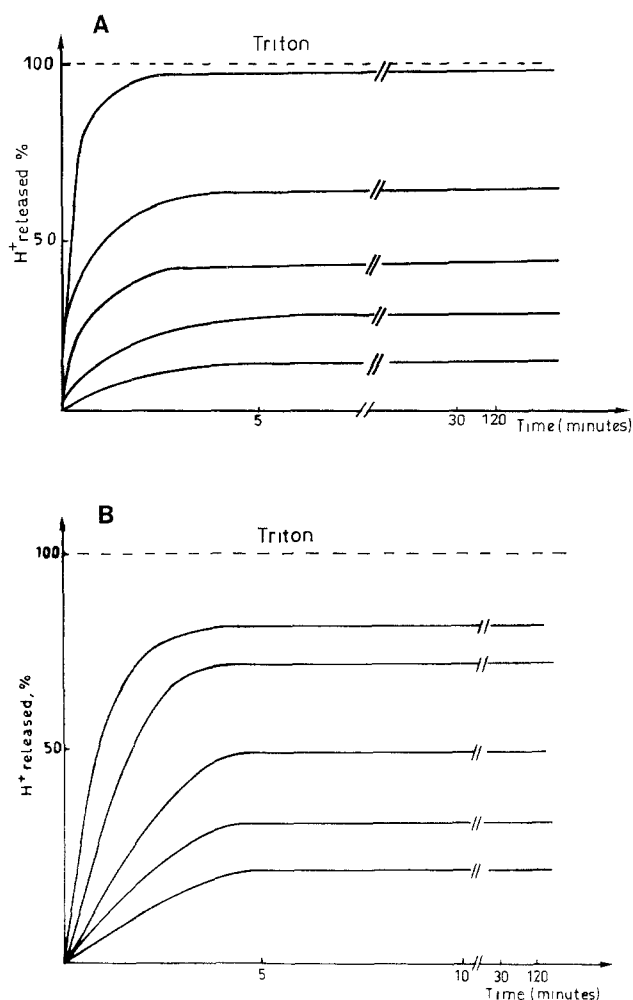 A
Triton
100
50
H+ released %
5
30 120 Time (minutes)
B
Triton
100
50
H+ released, %
5
10
30
120
Time (minutes)